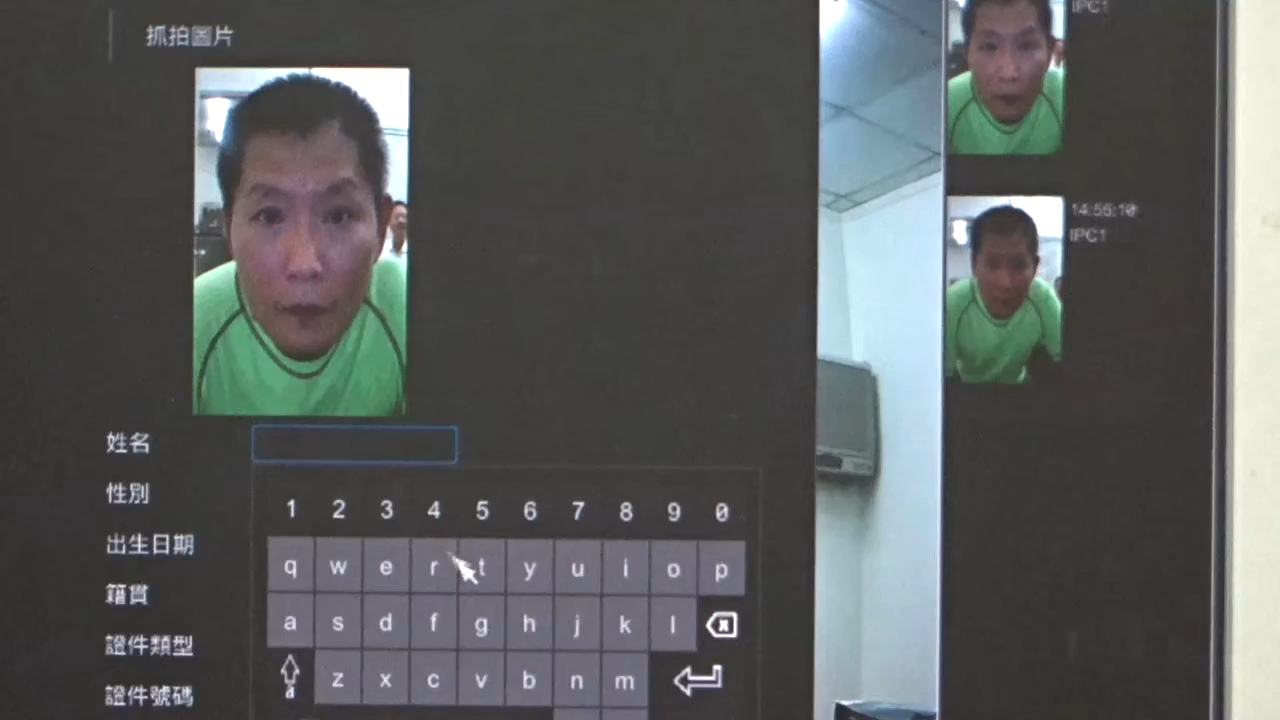 抓拍圖片
IPC1
14:55:10
IPC1
姓名
性別
出生日期
籍貫
證件類型
證件號碼
1 2 3 4 5 6 7 8 9 0
q w e r t y u i o p
a s d f g h j k l
a z x c v b n m